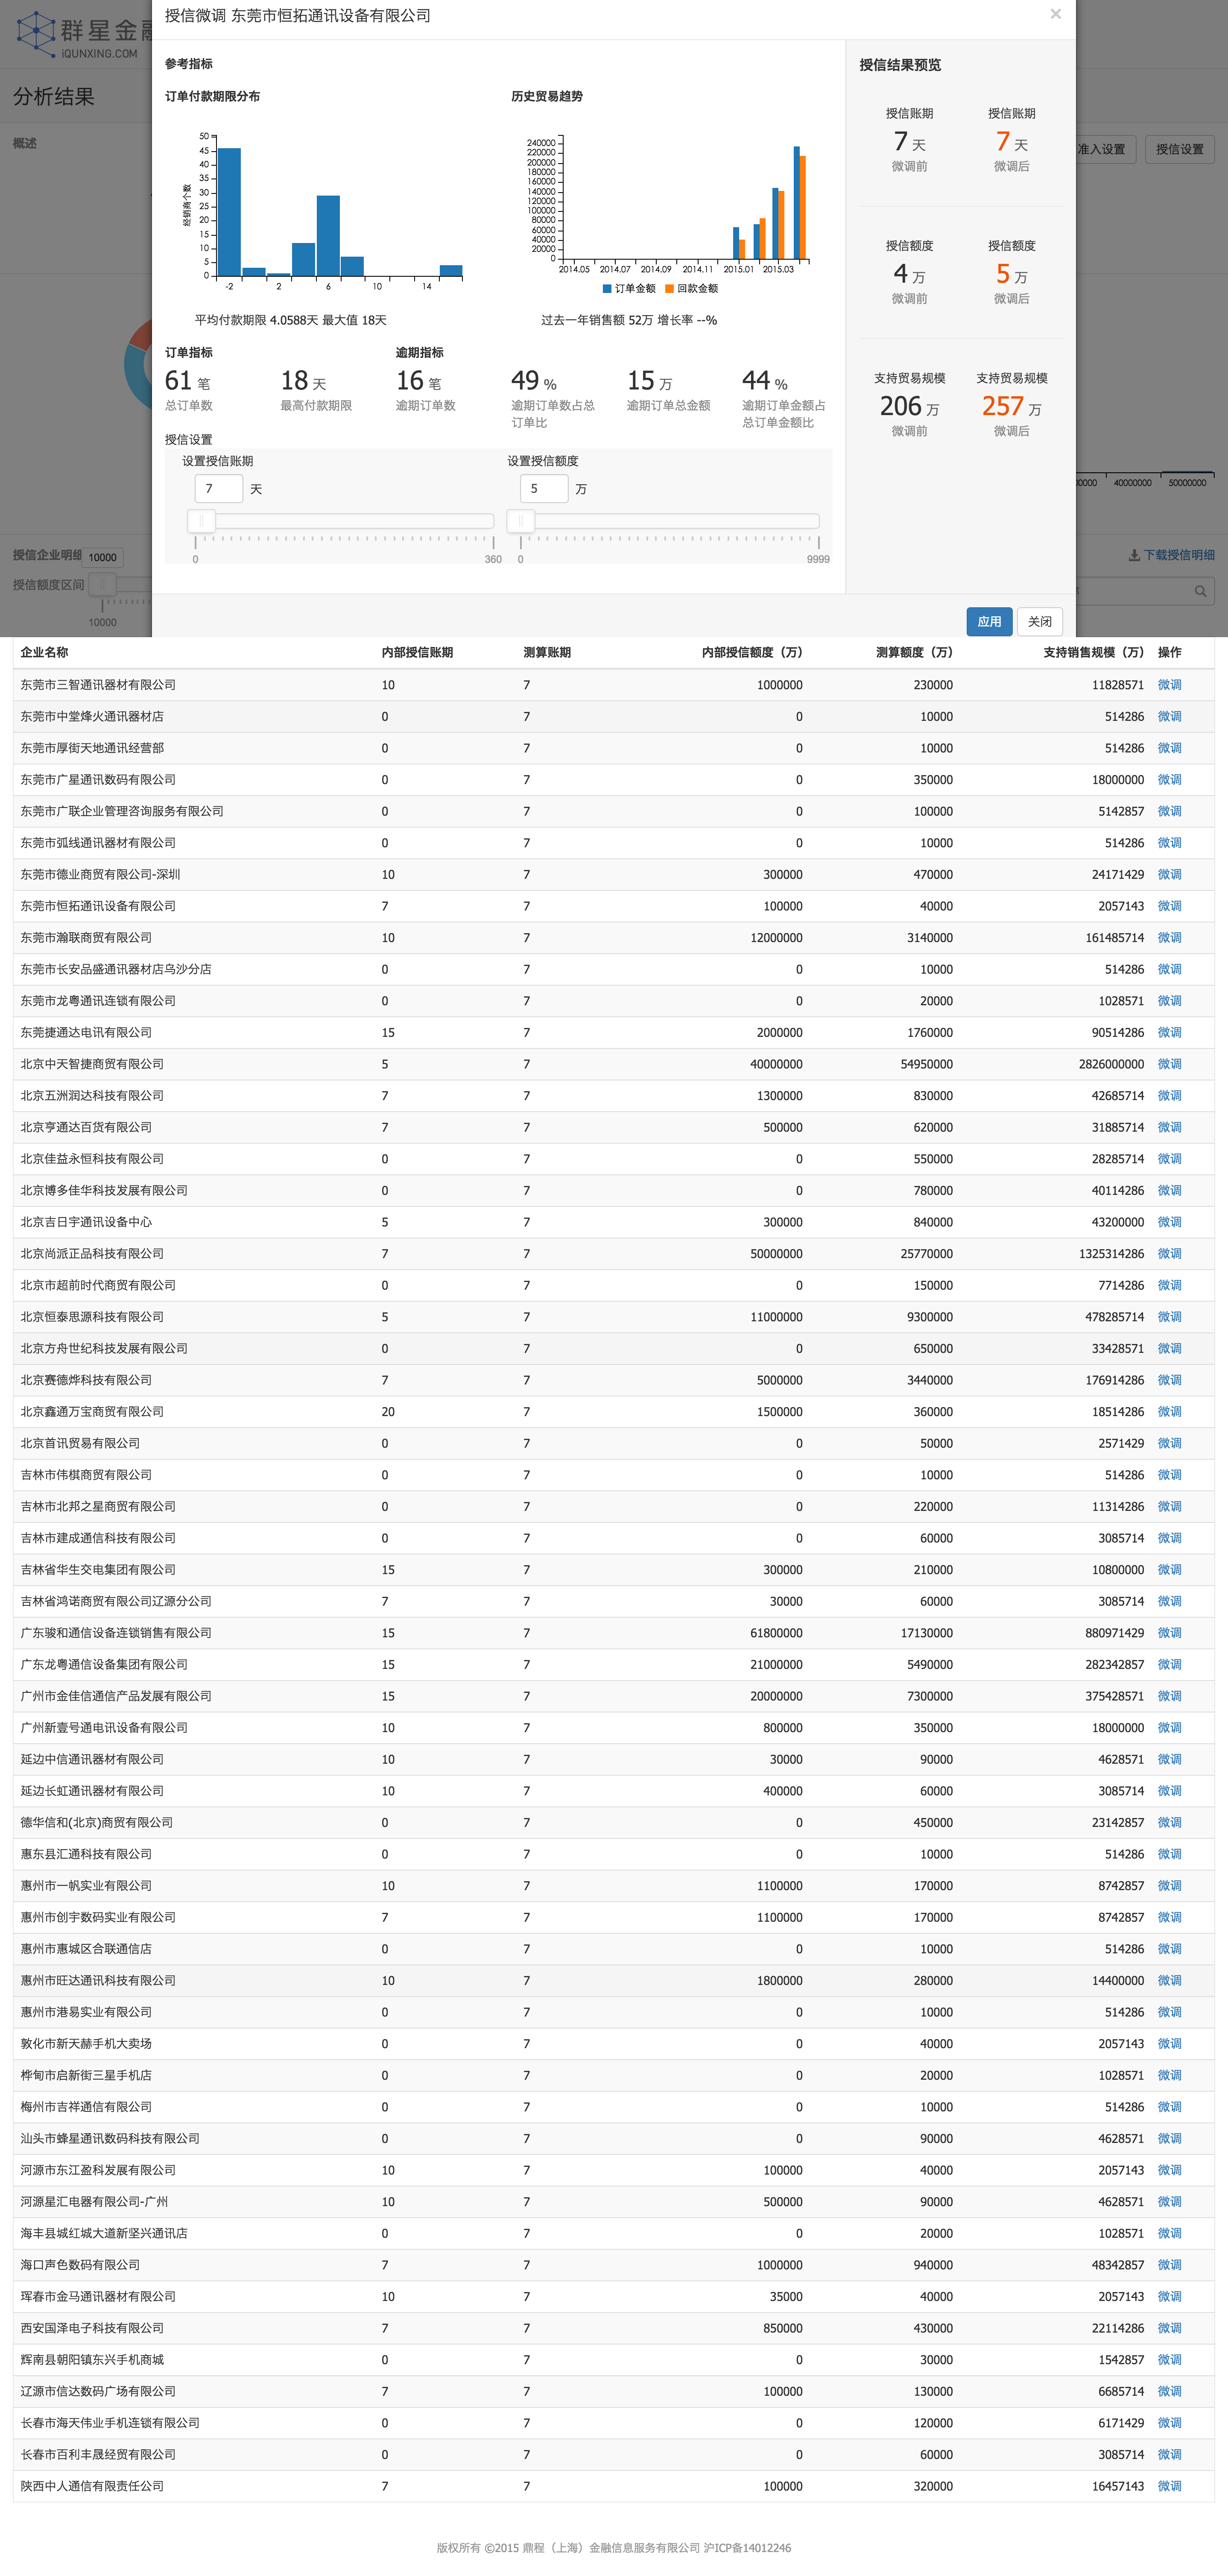 授信微调 东莞市恒拓通讯设备有限公司 ×
群星金融
iQUNXING.COM
分析结果
概述
准入设置 授信设置
参考指标
订单付款期限分布
经销商个数
50
45
40
35
30
25
20
15
10
5
0
-2 2 6 10 14
平均付款期限 4.0588天 最大值 18天
历史贸易趋势
240000
220000
200000
180000
160000
140000
120000
100000
80000
60000
40000
20000
0
2014.05 2014.07 2014.09 2014.11 2015.01 2015.03
订单金额 回款金额
过去一年销售额 52万 增长率 --%
订单指标 逾期指标
61 笔 18 天 16 笔 49 % 15 万 44 %
总订单数 最高付款期限 逾期订单数 逾期订单数占总 逾期订单总金额 逾期订单金额占
订单比 总订单金额比
授信设置
设置授信账期 设置授信额度
7 天 5 万
0 360 0 9999
授信结果预览
授信账期 授信账期
7 天 7 天
微调前 微调后
授信额度 授信额度
4 万 5 万
微调前 微调后
支持贸易规模 支持贸易规模
206 万 257 万
微调前 微调后
40000000 50000000
授信企业明细 10000
下载授信明细
授信额度区间
10000
应用 关闭
企业名称 内部授信账期 测算账期 内部授信额度（万） 测算额度（万） 支持销售规模（万） 操作
东莞市三智通讯器材有限公司 10 7 1000000 230000 11828571 微调
东莞市中堂烽火通讯器材店 0 7 0 10000 514286 微调
东莞市厚街天地通讯经营部 0 7 0 10000 514286 微调
东莞市广星通讯数码有限公司 0 7 0 350000 18000000 微调
东莞市广联企业管理咨询服务有限公司 0 7 0 100000 5142857 微调
东莞市弧线通讯器材有限公司 0 7 0 10000 514286 微调
东莞市德业商贸有限公司-深圳 10 7 300000 470000 24171429 微调
东莞市恒拓通讯设备有限公司 7 7 100000 40000 2057143 微调
东莞市瀚联商贸有限公司 10 7 12000000 3140000 161485714 微调
东莞市长安品盛通讯器材店乌沙分店 0 7 0 10000 514286 微调
东莞市龙粤通讯连锁有限公司 0 7 0 20000 1028571 微调
东莞捷通达电讯有限公司 15 7 2000000 1760000 90514286 微调
北京中天智捷商贸有限公司 5 7 40000000 54950000 2826000000 微调
北京五洲润达科技有限公司 7 7 1300000 830000 42685714 微调
北京亨通达百货有限公司 7 7 500000 620000 31885714 微调
北京佳益永恒科技有限公司 0 7 0 550000 28285714 微调
北京博多佳华科技发展有限公司 0 7 0 780000 40114286 微调
北京吉日宇通讯设备中心 5 7 300000 840000 43200000 微调
北京尚派正品科技有限公司 7 7 50000000 25770000 1325314286 微调
北京市超前时代商贸有限公司 0 7 0 150000 7714286 微调
北京恒泰思源科技有限公司 5 7 11000000 9300000 478285714 微调
北京方舟世纪科技发展有限公司 0 7 0 650000 33428571 微调
北京赛德烨科技有限公司 7 7 5000000 3440000 176914286 微调
北京鑫通万宝商贸有限公司 20 7 1500000 360000 18514286 微调
北京首讯贸易有限公司 0 7 0 50000 2571429 微调
吉林市伟棋商贸有限公司 0 7 0 10000 514286 微调
吉林市北邦之星商贸有限公司 0 7 0 220000 11314286 微调
吉林市建成通信科技有限公司 0 7 0 60000 3085714 微调
吉林省华生交电集团有限公司 15 7 300000 210000 10800000 微调
吉林省鸿诺商贸有限公司辽源分公司 7 7 30000 60000 3085714 微调
广东骏和通信设备连锁销售有限公司 15 7 61800000 17130000 880971429 微调
广东龙粤通信设备集团有限公司 15 7 21000000 5490000 282342857 微调
广州市金佳信通信产品发展有限公司 15 7 20000000 7300000 375428571 微调
广州新壹号通电讯设备有限公司 10 7 800000 350000 18000000 微调
延边中信通讯器材有限公司 10 7 30000 90000 4628571 微调
延边长虹通讯器材有限公司 10 7 400000 60000 3085714 微调
德华信和(北京)商贸有限公司 0 7 0 450000 23142857 微调
惠东县汇通科技有限公司 0 7 0 10000 514286 微调
惠州市一帆实业有限公司 10 7 1100000 170000 8742857 微调
惠州市创宇数码实业有限公司 7 7 1100000 170000 8742857 微调
惠州市惠城区合联通信店 0 7 0 10000 514286 微调
惠州市旺达通讯科技有限公司 10 7 1800000 280000 14400000 微调
惠州市港易实业有限公司 0 7 0 10000 514286 微调
敦化市新天赫手机大卖场 0 7 0 40000 2057143 微调
桦甸市启新街三星手机店 0 7 0 20000 1028571 微调
梅州市吉祥通信有限公司 0 7 0 10000 514286 微调
汕头市蜂星通讯数码科技有限公司 0 7 0 90000 4628571 微调
河源市东江盈科发展有限公司 10 7 100000 40000 2057143 微调
河源星汇电器有限公司-广州 10 7 500000 90000 4628571 微调
海丰县城红城大道新坚兴通讯店 0 7 0 20000 1028571 微调
海口声色数码有限公司 7 7 1000000 940000 48342857 微调
珲春市金马通讯器材有限公司 10 7 35000 40000 2057143 微调
西安国泽电子科技有限公司 7 7 850000 430000 22114286 微调
辉南县朝阳镇东兴手机商城 0 7 0 30000 1542857 微调
辽源市信达数码广场有限公司 7 7 100000 130000 6685714 微调
长春市海天伟业手机连锁有限公司 0 7 0 120000 6171429 微调
长春市百利丰晟经贸有限公司 0 7 0 60000 3085714 微调
陕西中人通信有限责任公司 7 7 100000 320000 16457143 微调
版权所有 ©2015 鼎程（上海）金融信息服务有限公司 沪ICP备14012246